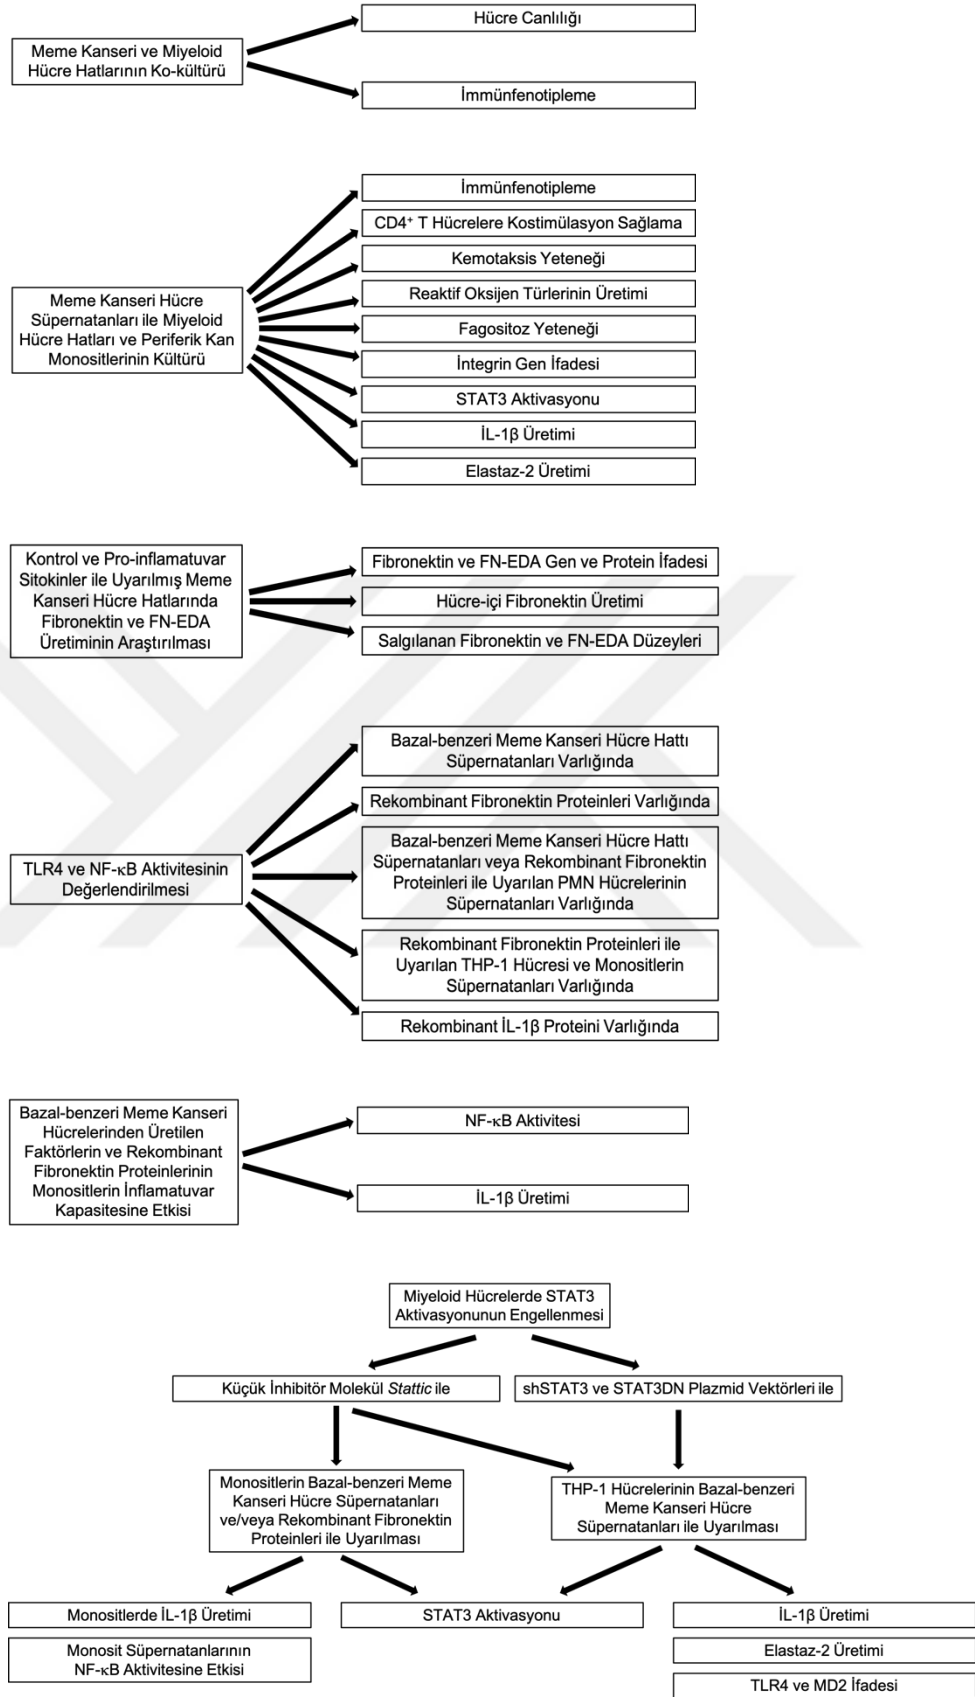 Meme Kanseri ve Miyeloid
Hücre Hatlarının Ko-kültürü
Hücre Canlılığı
İmmünfenotipleme
Meme Kanseri Hücre
Süpernatanları ile Miyeloid
Hücre Hatları ve Periferik Kan
Monositlerinin Kültürü
İmmünfenotipleme
CD4⁺ T Hücrelere Kostimülasyon Sağlama
Kemotaksis Yeteneği
Reaktif Oksijen Türlerinin Üretimi
Fagositoz Yeteneği
İntegrin Gen İfadesi
STAT3 Aktivasyonu
İL-1β Üretimi
Elastaz-2 Üretimi
Kontrol ve Pro-inflamatuvar
Sitokinler ile Uyarılmış Meme
Kanseri Hücre Hatlarında
Fibronektin ve FN-EDA
Üretiminin Araştırılması
Fibronektin ve FN-EDA Gen ve Protein İfadesi
Hücre-içi Fibronektin Üretimi
Salgılanan Fibronektin ve FN-EDA Düzeyleri
TLR4 ve NF-κB Aktivitesinin
Değerlendirilmesi
Bazal-benzeri Meme Kanseri Hücre Hattı
Süpernatanları Varlığında
Rekombinant Fibronektin Proteinleri Varlığında
Bazal-benzeri Meme Kanseri Hücre Hattı
Süpernatanları veya Rekombinant Fibronektin
Proteinleri ile Uyarılan PMN Hücrelerinin
Süpernatanları Varlığında
Rekombinant Fibronektin Proteinleri ile
Uyarılan THP-1 Hücresi ve Monositlerin
Süpernatanları Varlığında
Rekombinant İL-1β Proteini Varlığında
Bazal-benzeri Meme Kanseri
Hücrelerinden Üretilen
Faktörlerin ve Rekombinant
Fibronektin Proteinlerinin
Monositlerin İnflamatuvar
Kapasitesine Etkisi
NF-κB Aktivitesi
İL-1β Üretimi
Miyeloid Hücrelerde STAT3
Aktivasyonunun Engellenmesi
Küçük İnhibitör Molekül Stattic ile
shSTAT3 ve STAT3DN Plazmid Vektörleri ile
Monositlerin Bazal-benzeri Meme
Kanseri Hücre Süpernatanları
ve/veya Rekombinant Fibronektin
Proteinleri ile Uyarılması
THP-1 Hücrelerinin Bazal-benzeri
Meme Kanseri Hücre
Süpernatanları ile Uyarılması
Monositlerde İL-1β Üretimi
Monosit Süpernatanlarının
NF-κB Aktivitesine Etkisi
STAT3 Aktivasyonu
İL-1β Üretimi
Elastaz-2 Üretimi
TLR4 ve MD2 İfadesi